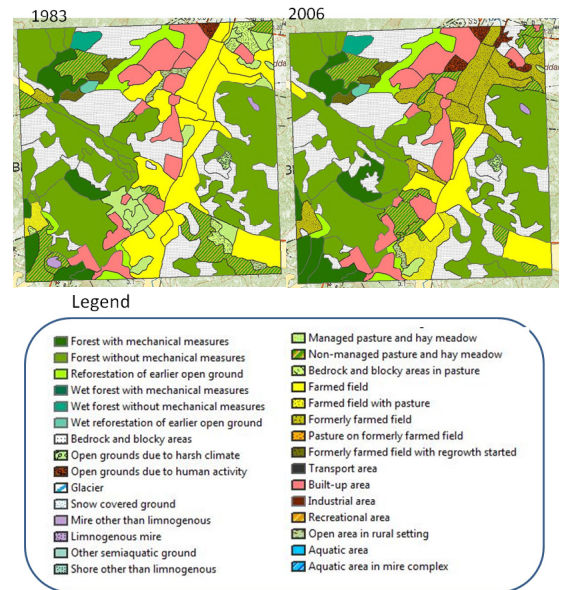 1983
2006
Legend
Forest with mechanical measures
Forest without mechanical measures
Reforestation of earlier open ground
Wet forest with mechanical measures
Wet forest without mechanical measures
Wet reforestation of earlier open ground
Bedrock and blocky areas
Open grounds due to harsh climate
Open grounds due to human activity
Glacier
Snow covered ground
Mire other than limnogenous
Limnogenous mire
Other semiaquatic ground
Shore other than limnogenous
Managed pasture and hay meadow
Non-managed pasture and hay meadow
Bedrock and blocky areas in pasture
Farmed field
Farmed field with pasture
Formerly farmed field
Pasture on formerly farmed field
Formerly farmed field with regrowth started
Transport area
Built-up area
Industrial area
Recreational area
Open area in rural setting
Aquatic area
Aquatic area in mire complex